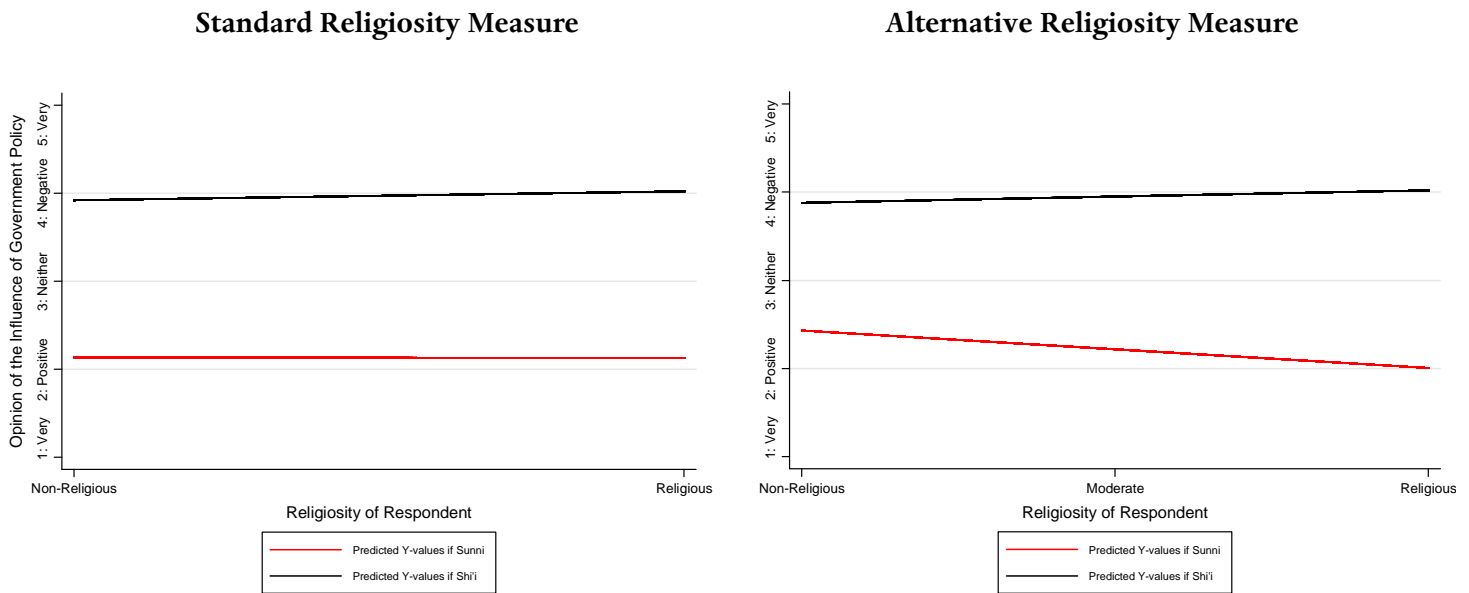 Standard Religiosity Measure
Opinion of the Influence of Government Policy
5: Very
4: Negative
3: Neither
2: Positive
1: Very
Non-Religious Religious
Religiosity of Respondent
Predicted Y-values if Sunni
Predicted Y-values if Shi'i
Alternative Religiosity Measure
5: Very
4: Negative
3: Neither
2: Positive
1: Very
Non-Religious Moderate Religious
Religiosity of Respondent
Predicted Y-values if Sunni
Predicted Y-values if Shi'i